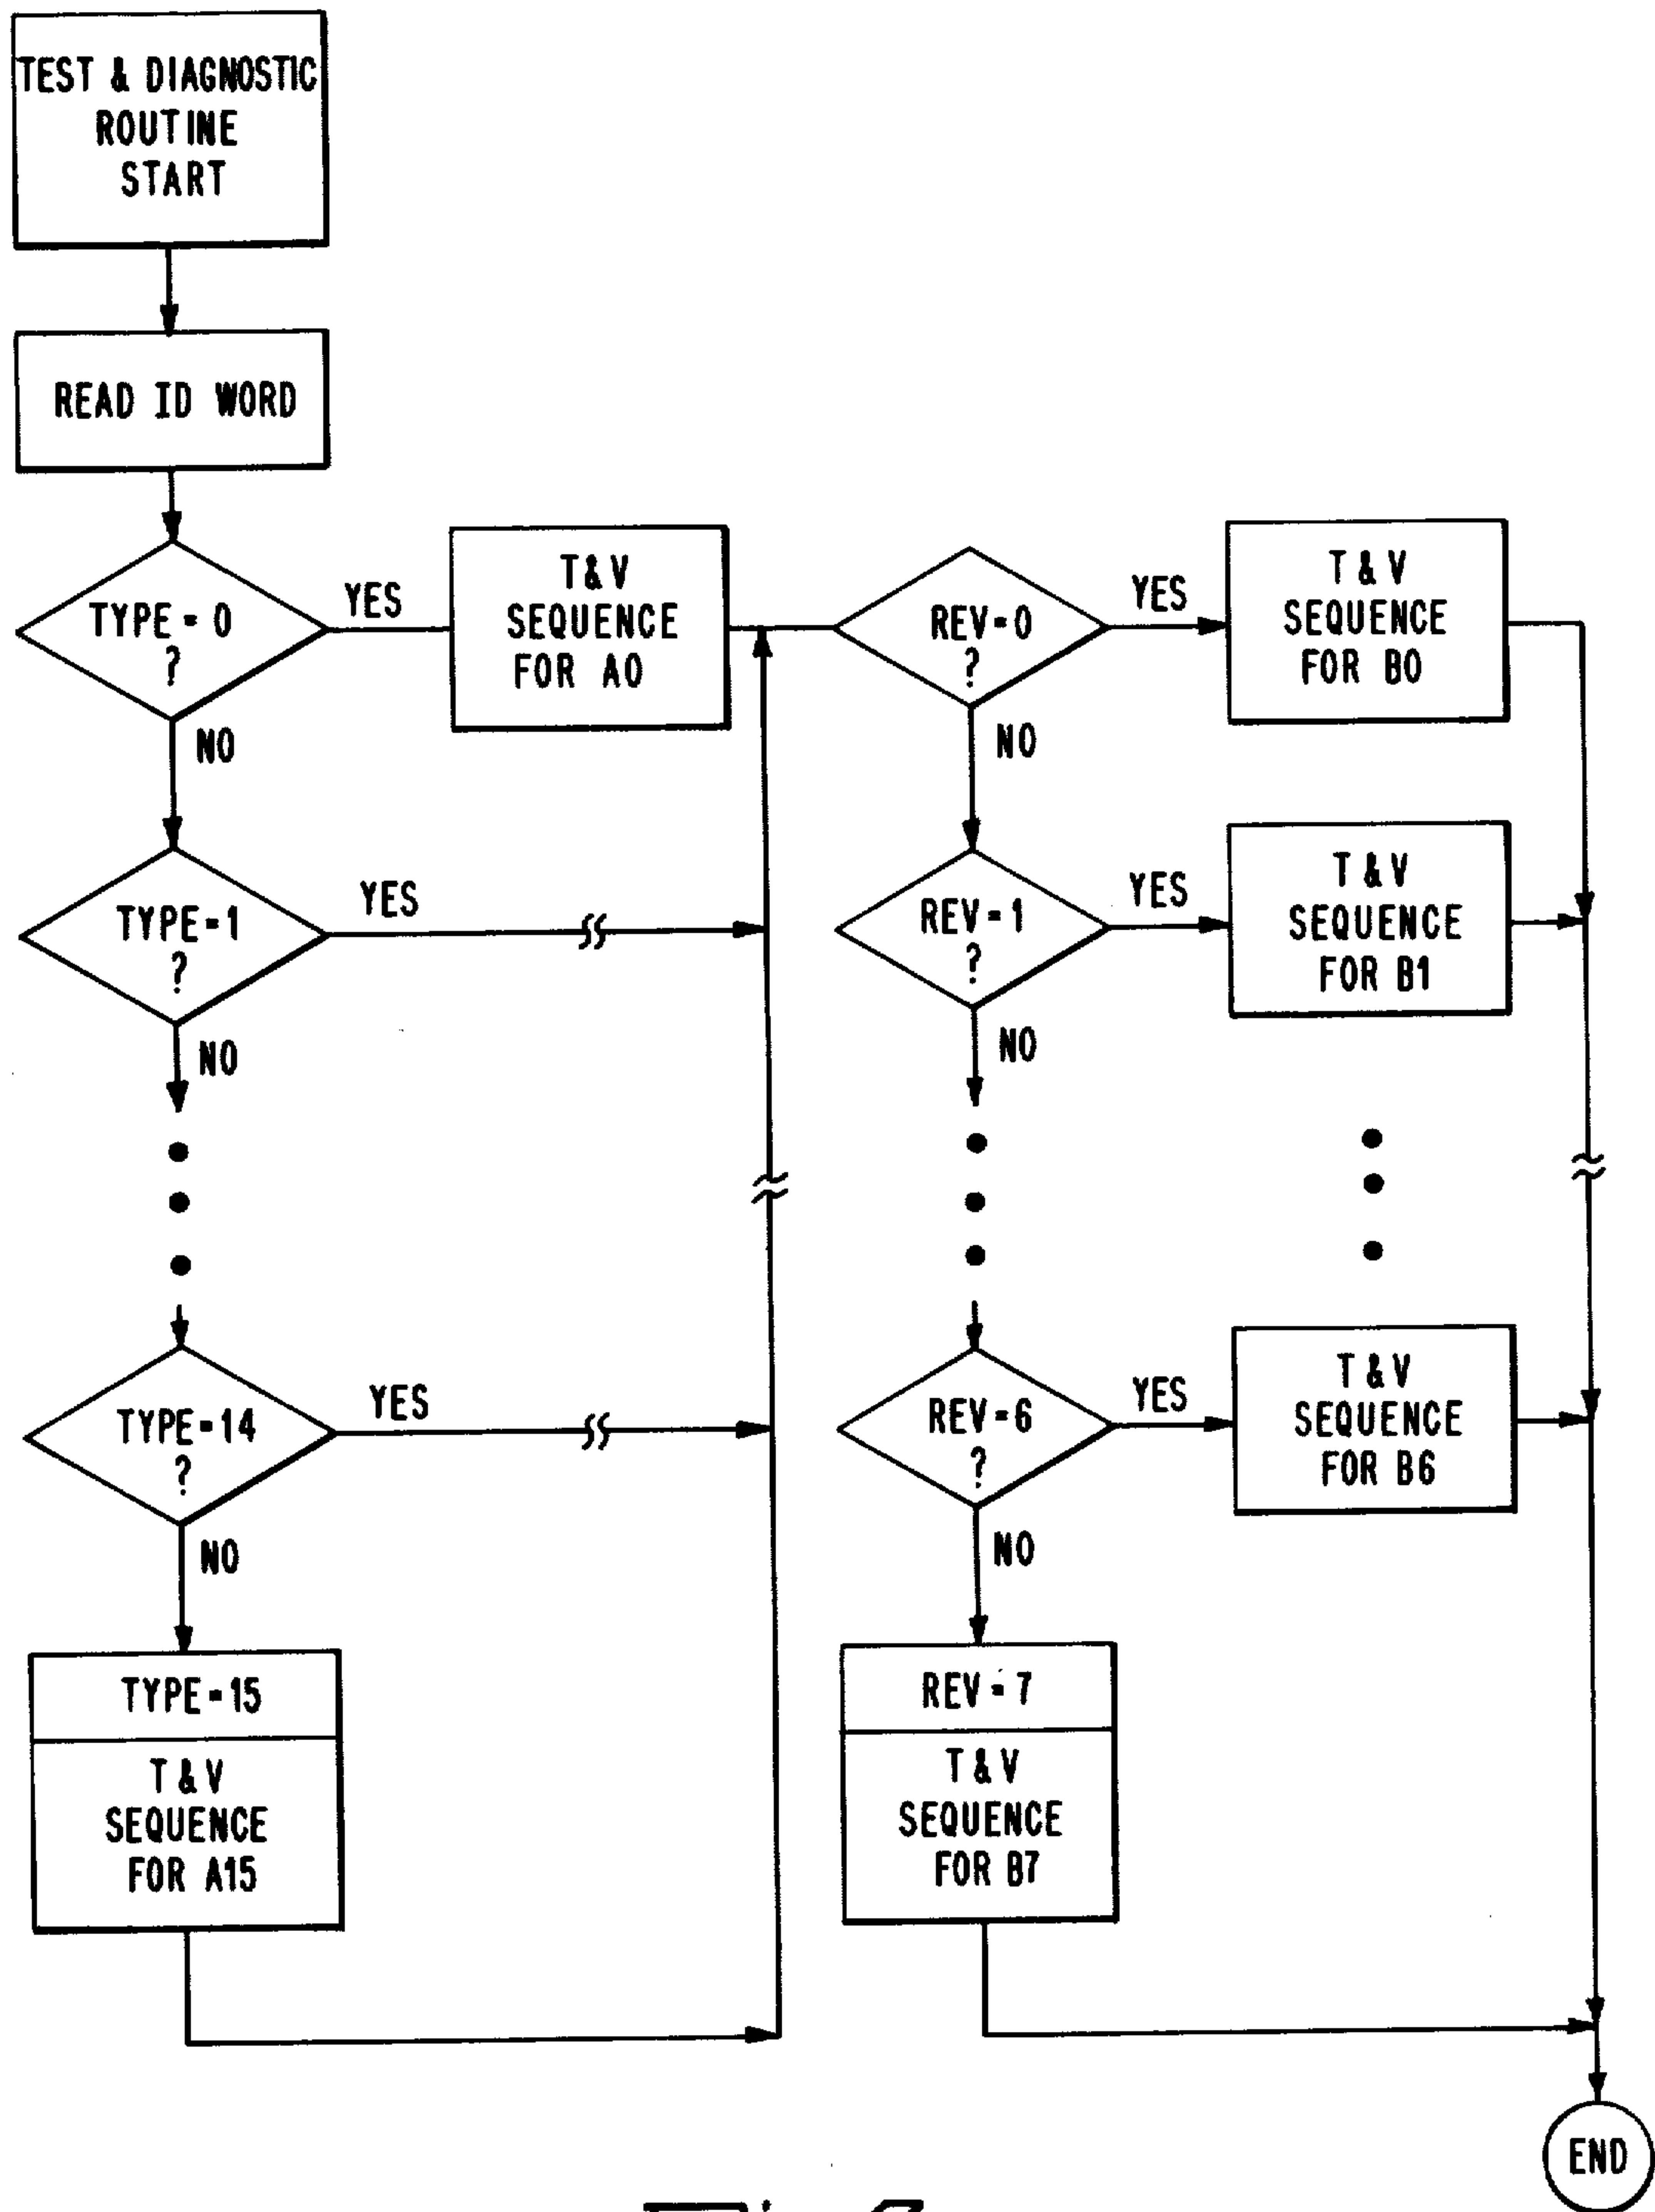 TEST & DIAGNOSTIC
ROUTINE
START
READ ID WORD
TYPE = 0
?
YES
NO
T&V
SEQUENCE
FOR A0
TYPE=1
?
YES
NO
TYPE=14
?
YES
NO
TYPE=15
T&V
SEQUENCE
FOR A15
REV=0
?
YES
NO
T&V
SEQUENCE
FOR B0
REV=1
?
YES
NO
T&V
SEQUENCE
FOR B1
REV=6
?
YES
NO
T&V
SEQUENCE
FOR B6
REV=7
T&V
SEQUENCE
FOR B7
END